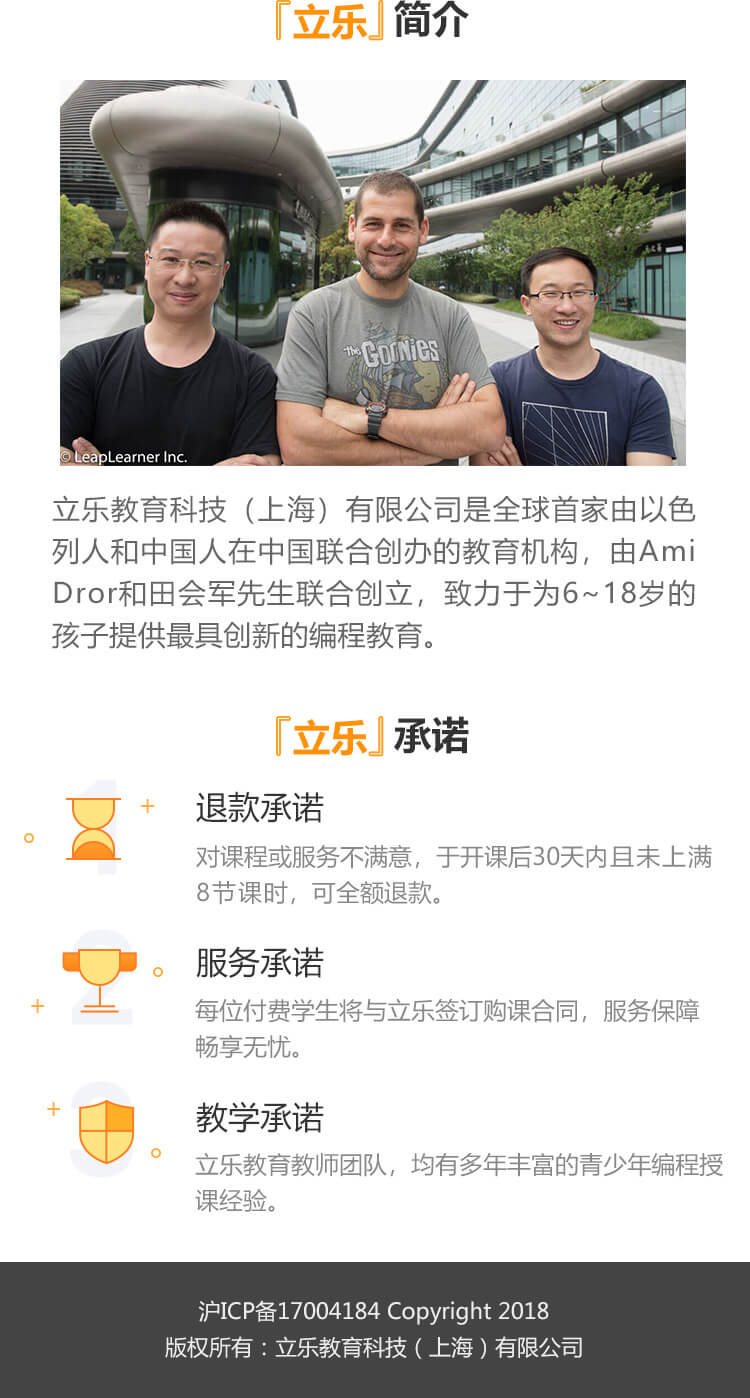 『立乐』简介
the
GOONIES
© LeapLearner Inc.
立乐教育科技（上海）有限公司是全球首家由以色
列人和中国人在中国联合创办的教育机构，由Ami
Dror和田会军先生联合创立，致力于为6~18岁的
孩子提供最具创新的编程教育。
『立乐』承诺
1
退款承诺
对课程或服务不满意，于开课后30天内且未上满
8节课时，可全额退款。
2
服务承诺
每位付费学生将与立乐签订购课合同，服务保障
畅享无忧。
3
教学承诺
立乐教育教师团队，均有多年丰富的青少年编程授
课经验。
沪ICP备17004184 Copyright 2018
版权所有：立乐教育科技（上海）有限公司